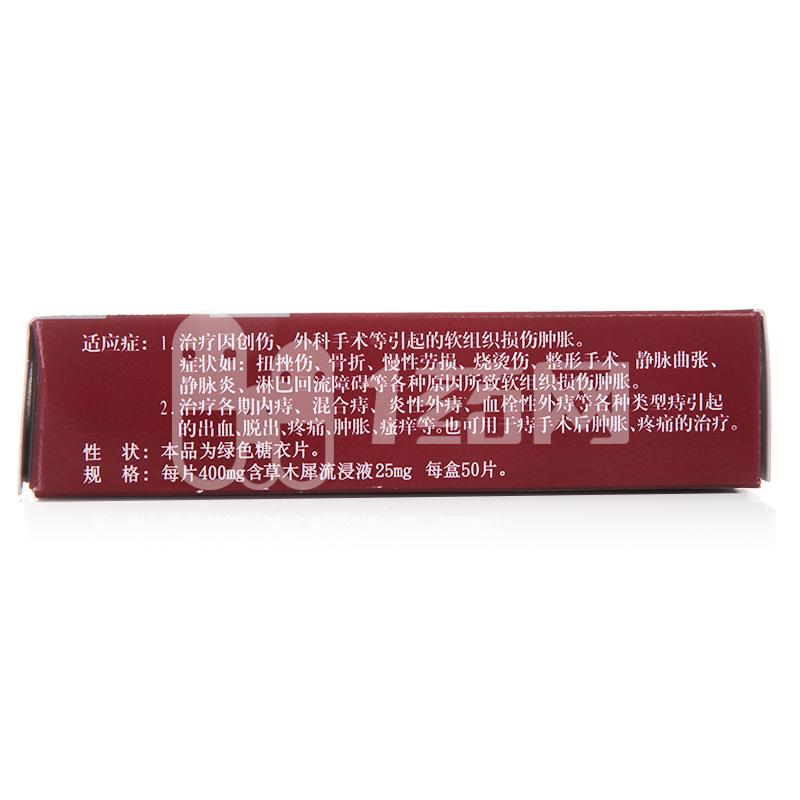 适应症：1.治疗因创伤、外科手术等引起的软组织损伤肿胀。
症状如：扭挫伤、骨折、慢性劳损、烧烫伤、整形手术、静脉曲张、
静脉炎、淋巴回流障碍等各种原因所致软组织损伤肿胀。
2.治疗各期内痔、混合痔、炎性外痔、血栓性外痔等各种类型痔引起
的出血、脱出、疼痛、肿胀、瘙痒等。也可用于痔手术后肿胀、疼痛的治疗。
性 状：本品为绿色糖衣片。
规 格：每片400mg含草木犀流浸液25mg 每盒50片。
1药网